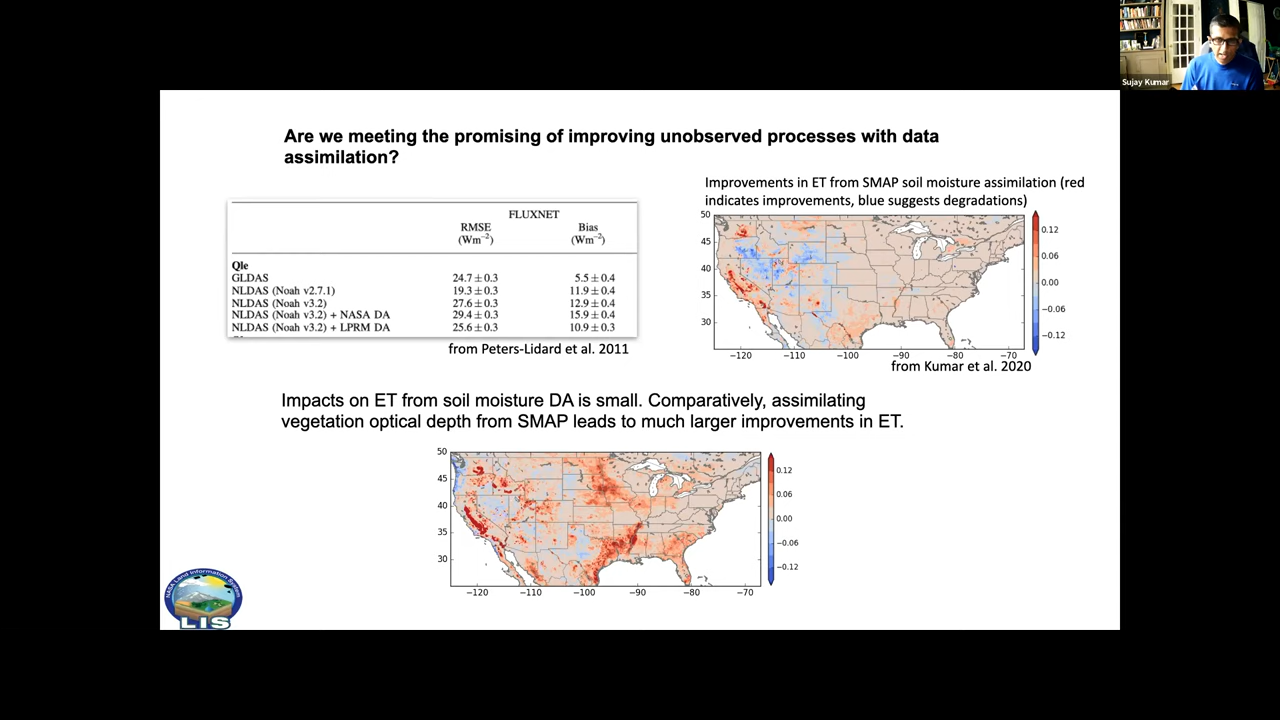 Sujay Kumar
Are we meeting the promising of improving unobserved processes with data
assimilation?
FLUXNET
RMSE Bias
(Wm⁻²) (Wm⁻²)
Qle
GLDAS 24.7±0.3 5.5±0.4
NLDAS (Noah v2.7.1) 19.3±0.3 11.9±0.4
NLDAS (Noah v3.2) 27.6±0.3 12.9±0.4
NLDAS (Noah v3.2) + NASA DA 29.4±0.3 15.9±0.4
NLDAS (Noah v3.2) + LPRM DA 25.6±0.3 10.9±0.3
from Peters-Lidard et al. 2011
Improvements in ET from SMAP soil moisture assimilation (red
indicates improvements, blue suggests degradations)
50
45
40
35
30
−120 −110 −100 −90 −80 −70
0.12
0.06
0.00
−0.06
−0.12
from Kumar et al. 2020
Impacts on ET from soil moisture DA is small. Comparatively, assimilating
vegetation optical depth from SMAP leads to much larger improvements in ET.
50
45
40
35
30
−120 −110 −100 −90 −80 −70
0.12
0.06
0.00
−0.06
−0.12
NASA Land Information System
LIS